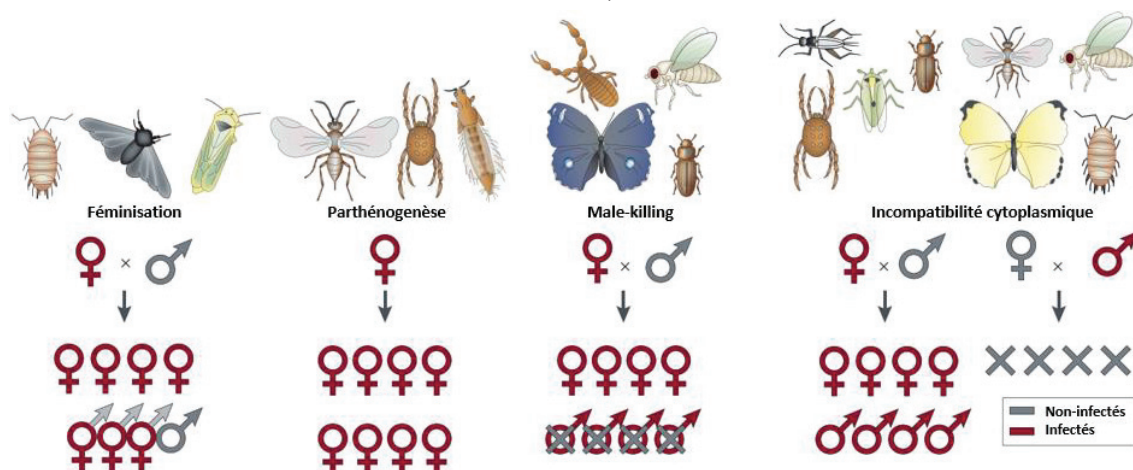 Féminisation
Parthénogenèse
Male-killing
Incompatibilité cytoplasmique
×
×
×
×
Non-infectés
Infectés